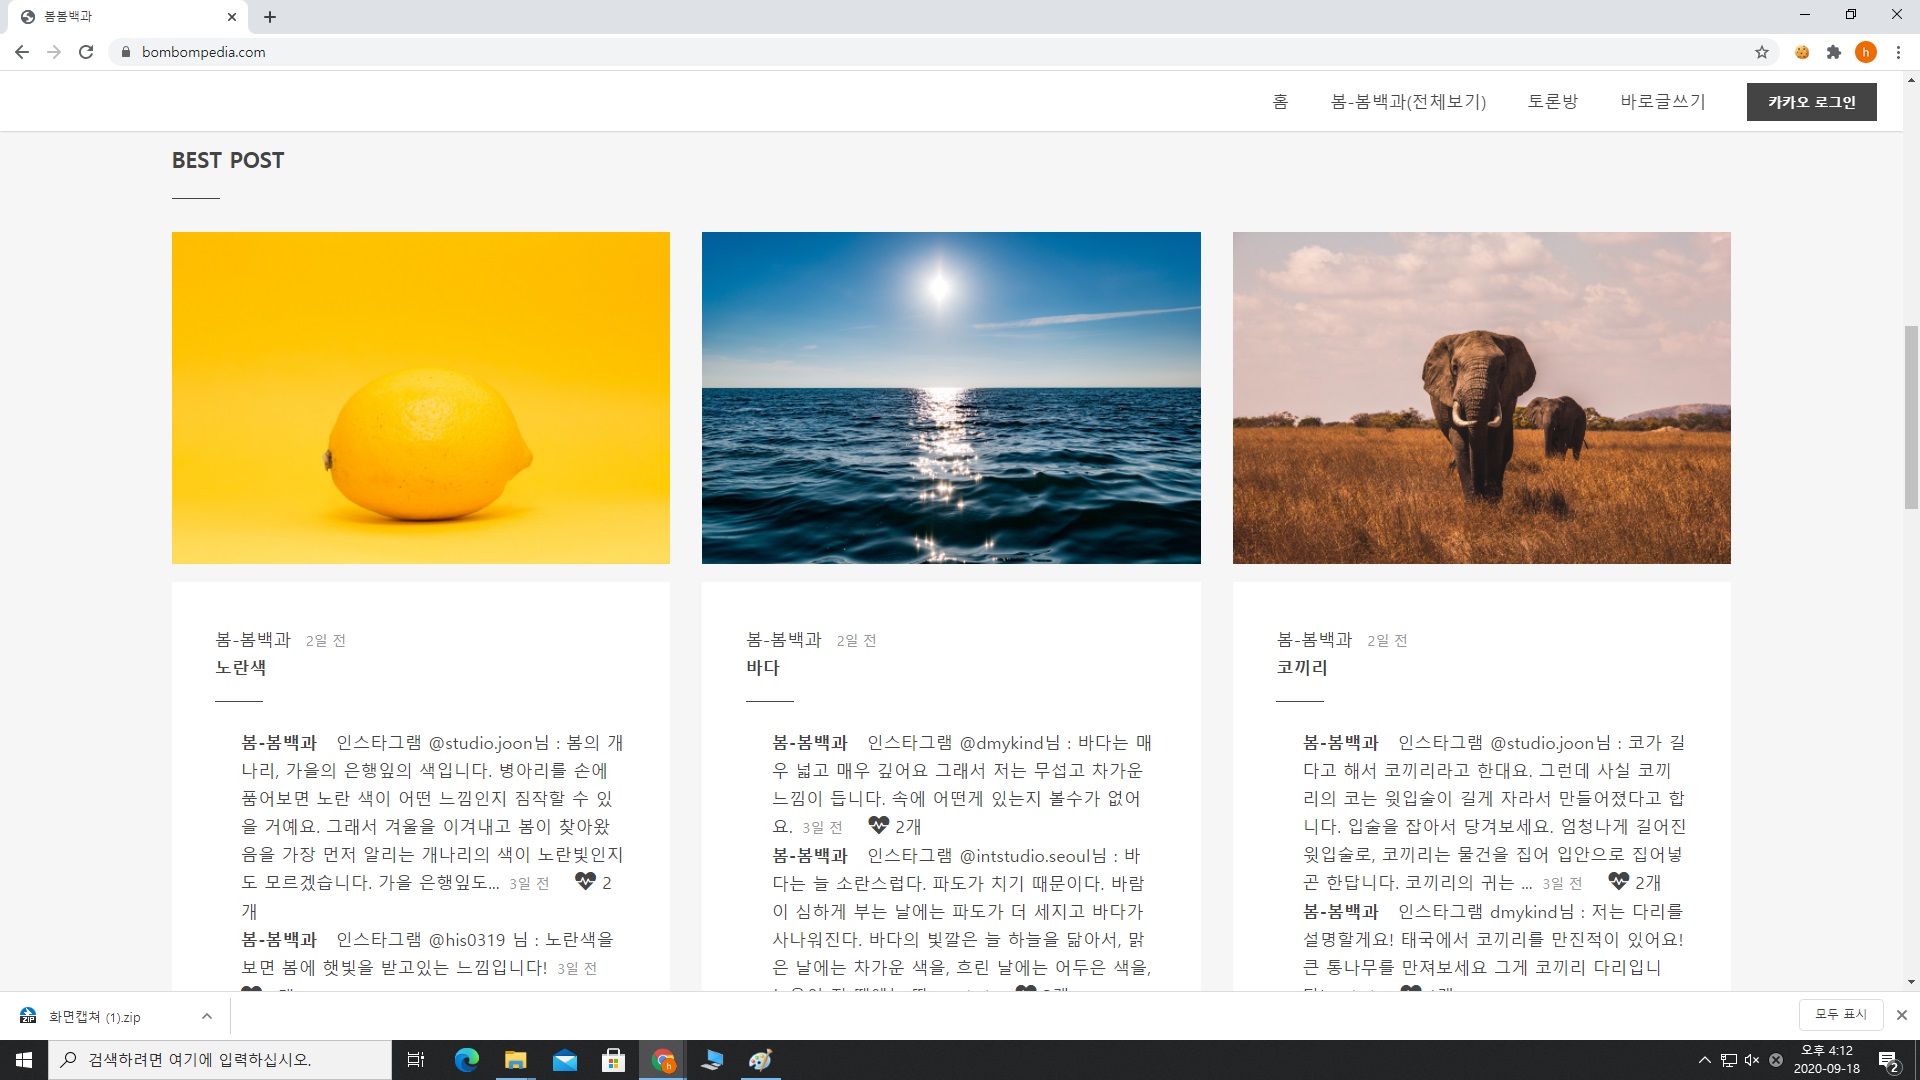 봄봄백과
bombompedia.com
h
홈
봄-봄백과(전체보기)
토론방
바로글쓰기
카카오 로그인
BEST POST
봄-봄백과 2일 전
노란색
봄-봄백과 인스타그램 @studio.joon님 : 봄의 개
나리, 가을의 은행잎의 색입니다. 병아리를 손에
품어보면 노란 색이 어떤 느낌인지 짐작할 수 있
을 거예요. 그래서 겨울을 이겨내고 봄이 찾아왔
음을 가장 먼저 알리는 개나리의 색이 노란빛인지
도 모르겠습니다. 가을 은행잎도... 3일 전 2
개
봄-봄백과 인스타그램 @his0319 님 : 노란색을
보면 봄에 햇빛을 받고있는 느낌입니다! 3일 전
봄-봄백과 2일 전
바다
봄-봄백과 인스타그램 @dmykind님 : 바다는 매
우 넓고 매우 깊어요 그래서 저는 무섭고 차가운
느낌이 듭니다. 속에 어떤게 있는지 볼수가 없어
요. 3일 전 2개
봄-봄백과 인스타그램 @intstudio.seoul님 : 바
다는 늘 소란스럽다. 파도가 치기 때문이다. 바람
이 심하게 부는 날에는 파도가 더 세지고 바다가
사나워진다. 바다의 빛깔은 늘 하늘을 닮아서, 맑
은 날에는 차가운 색을, 흐린 날에는 어두운 색을,
봄-봄백과 2일 전
코끼리
봄-봄백과 인스타그램 @studio.joon님 : 코가 길
다고 해서 코끼리라고 한대요. 그런데 사실 코끼
리의 코는 윗입술이 길게 자라서 만들어졌다고 합
니다. 입술을 잡아서 당겨보세요. 엄청나게 길어진
윗입술로, 코끼리는 물건을 집어 입안으로 집어넣
곤 한답니다. 코끼리의 귀는 ... 3일 전 2개
봄-봄백과 인스타그램 dmykind님 : 저는 다리를
설명할게요! 태국에서 코끼리를 만진적이 있어요!
큰 통나무를 만져보세요 그게 코끼리 다리입니
ZIP
화면캡쳐 (1).zip
모두 표시
검색하려면 여기에 입력하십시오.
h
오후 4:12
2020-09-18
2